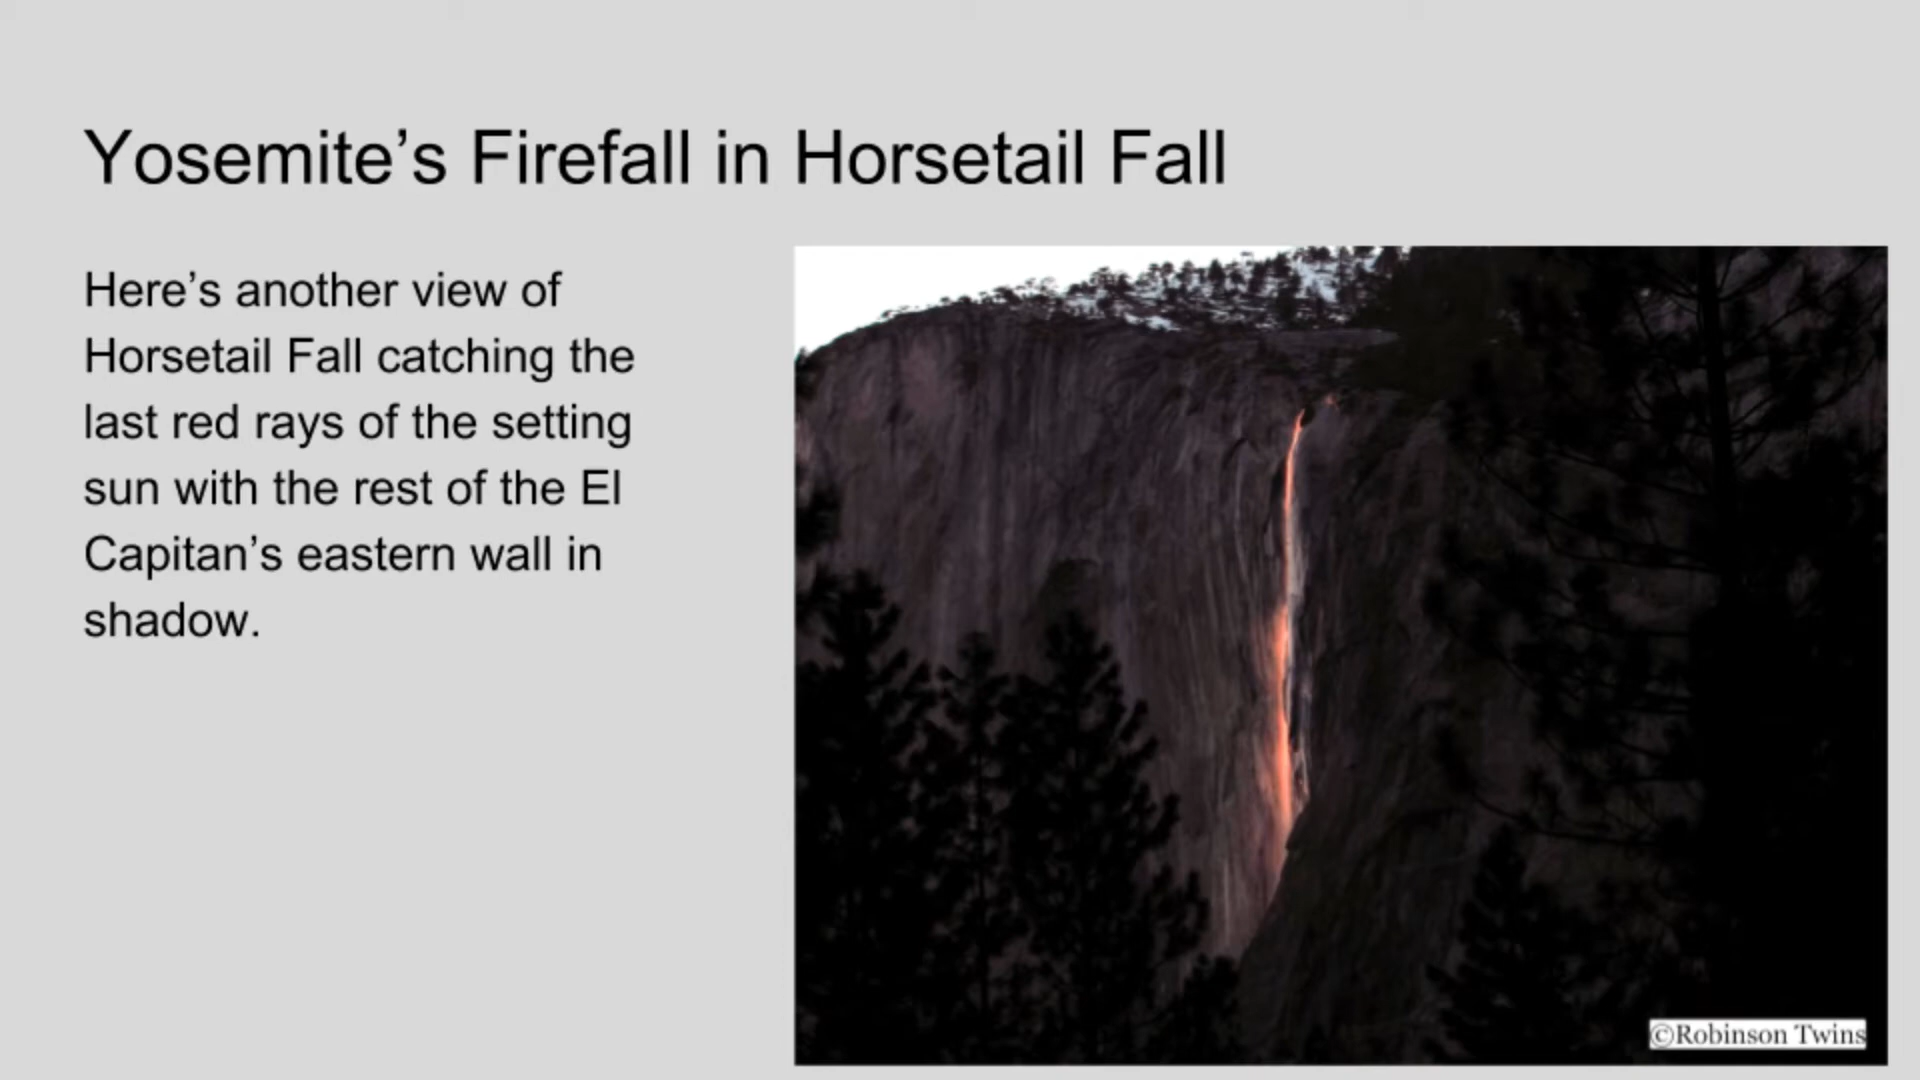 Yosemite’s Firefall in Horsetail Fall
Here’s another view of
Horsetail Fall catching the
last red rays of the setting
sun with the rest of the El
Capitan’s eastern wall in
shadow.
©Robinson Twins